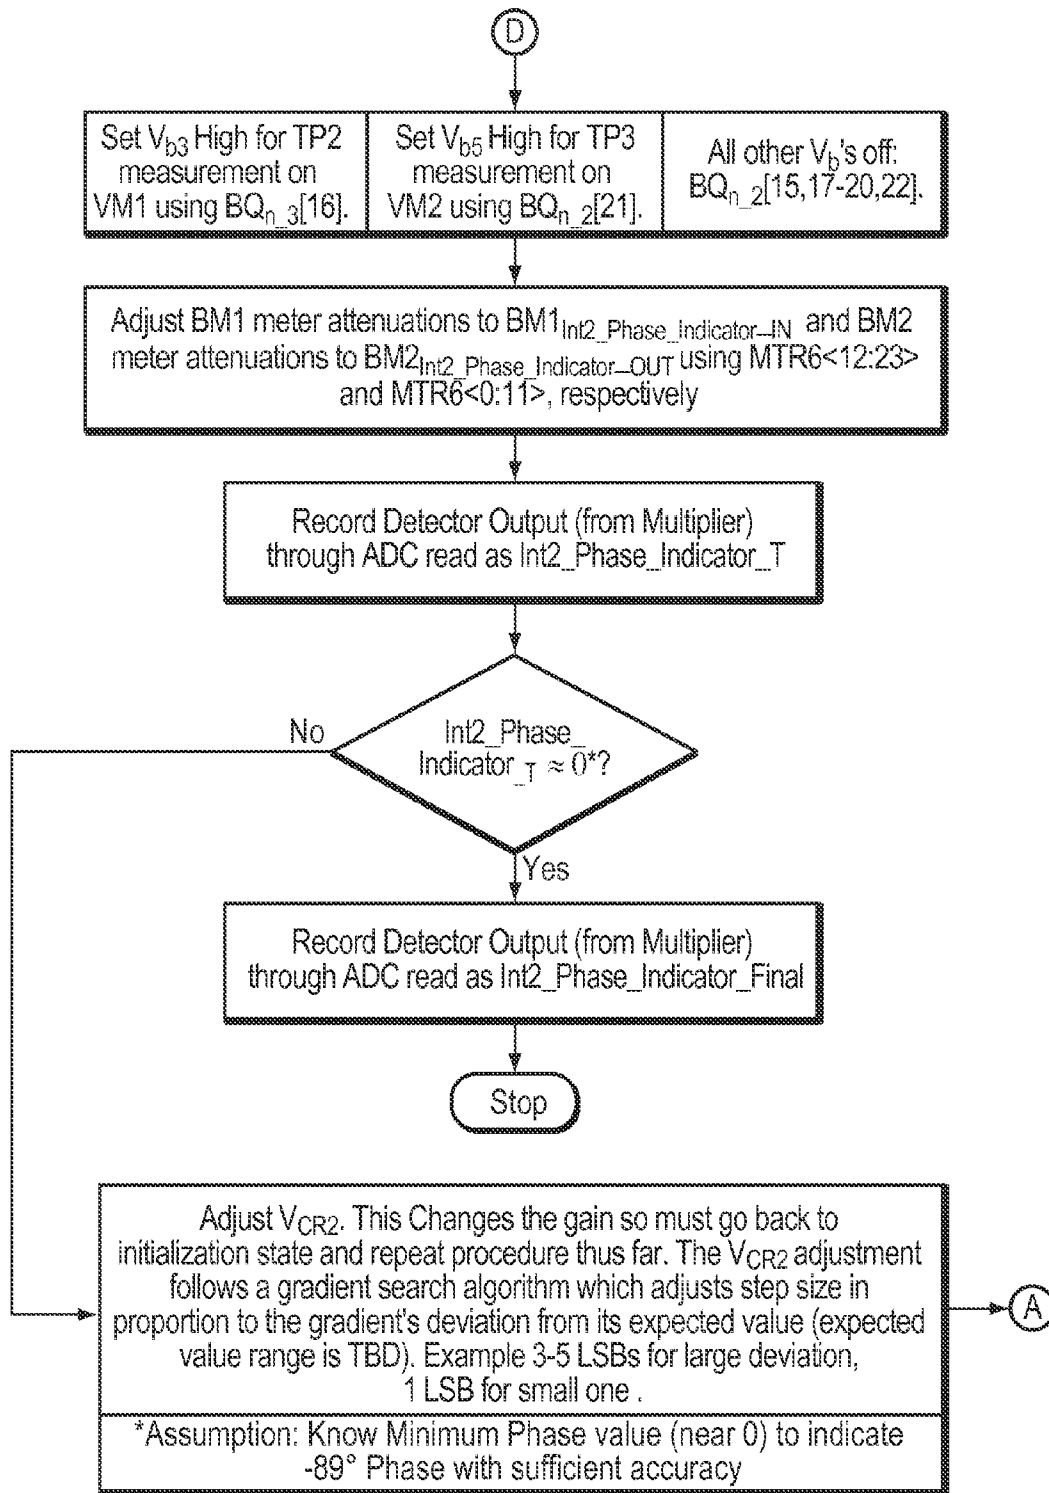 D
Set Vb3 High for TP2
measurement on
VM1 using BQn_3[16].
Set Vb5 High for TP3
measurement on
VM2 using BQn_2[21].
All other Vb's off:
BQn_2[15,17-20,22].
Adjust BM1 meter attenuations to BM1Int2_Phase_Indicator–IN and BM2
meter attenuations to BM2Int2_Phase_Indicator–OUT using MTR6<12:23>
and MTR6<0:11>, respectively
Record Detector Output (from Multiplier)
through ADC read as Int2_Phase_Indicator_T
No
Int2_Phase_
Indicator_T ≈ 0*?
Yes
Record Detector Output (from Multiplier)
through ADC read as Int2_Phase_Indicator_Final
Stop
Adjust VCR2. This Changes the gain so must go back to
initialization state and repeat procedure thus far. The VCR2 adjustment
follows a gradient search algorithm which adjusts step size in
proportion to the gradient's deviation from its expected value (expected
value range is TBD). Example 3-5 LSBs for large deviation,
1 LSB for small one .
A
*Assumption: Know Minimum Phase value (near 0) to indicate
-89° Phase with sufficient accuracy